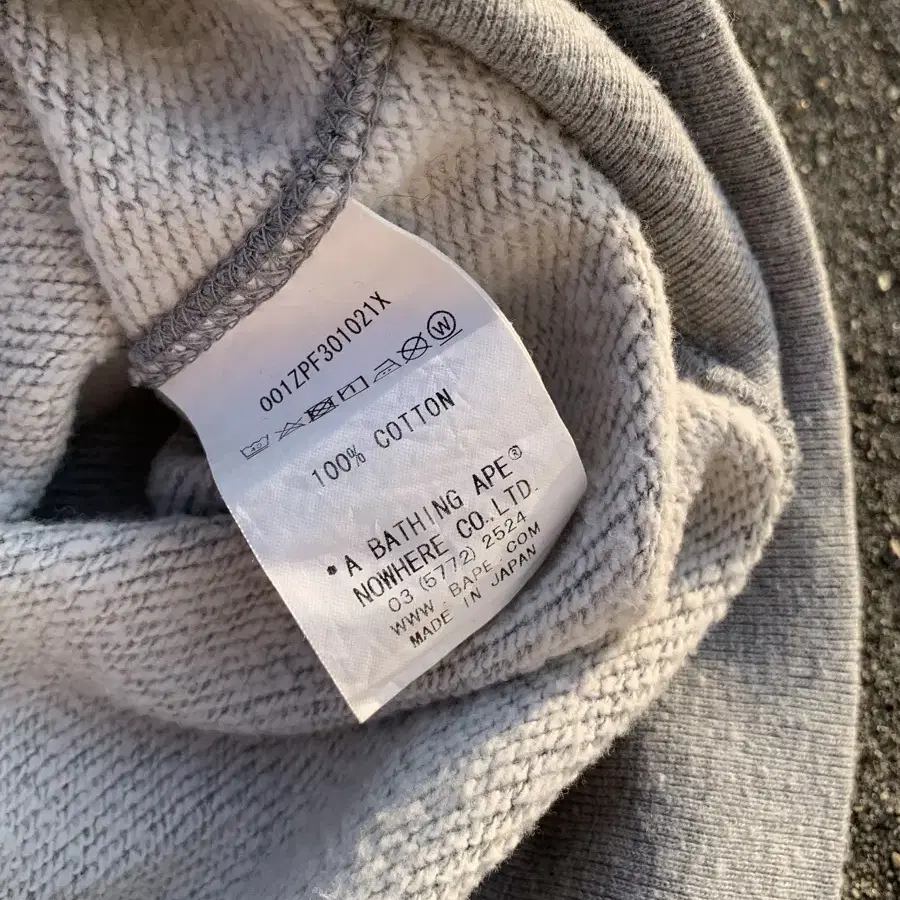 001ZPF301021X
100% COTTON
*A BATHING APE®
NOWHERE CO. LTD.
03 (5772) 2524
WWW.BAPE.COM
MADE IN JAPAN